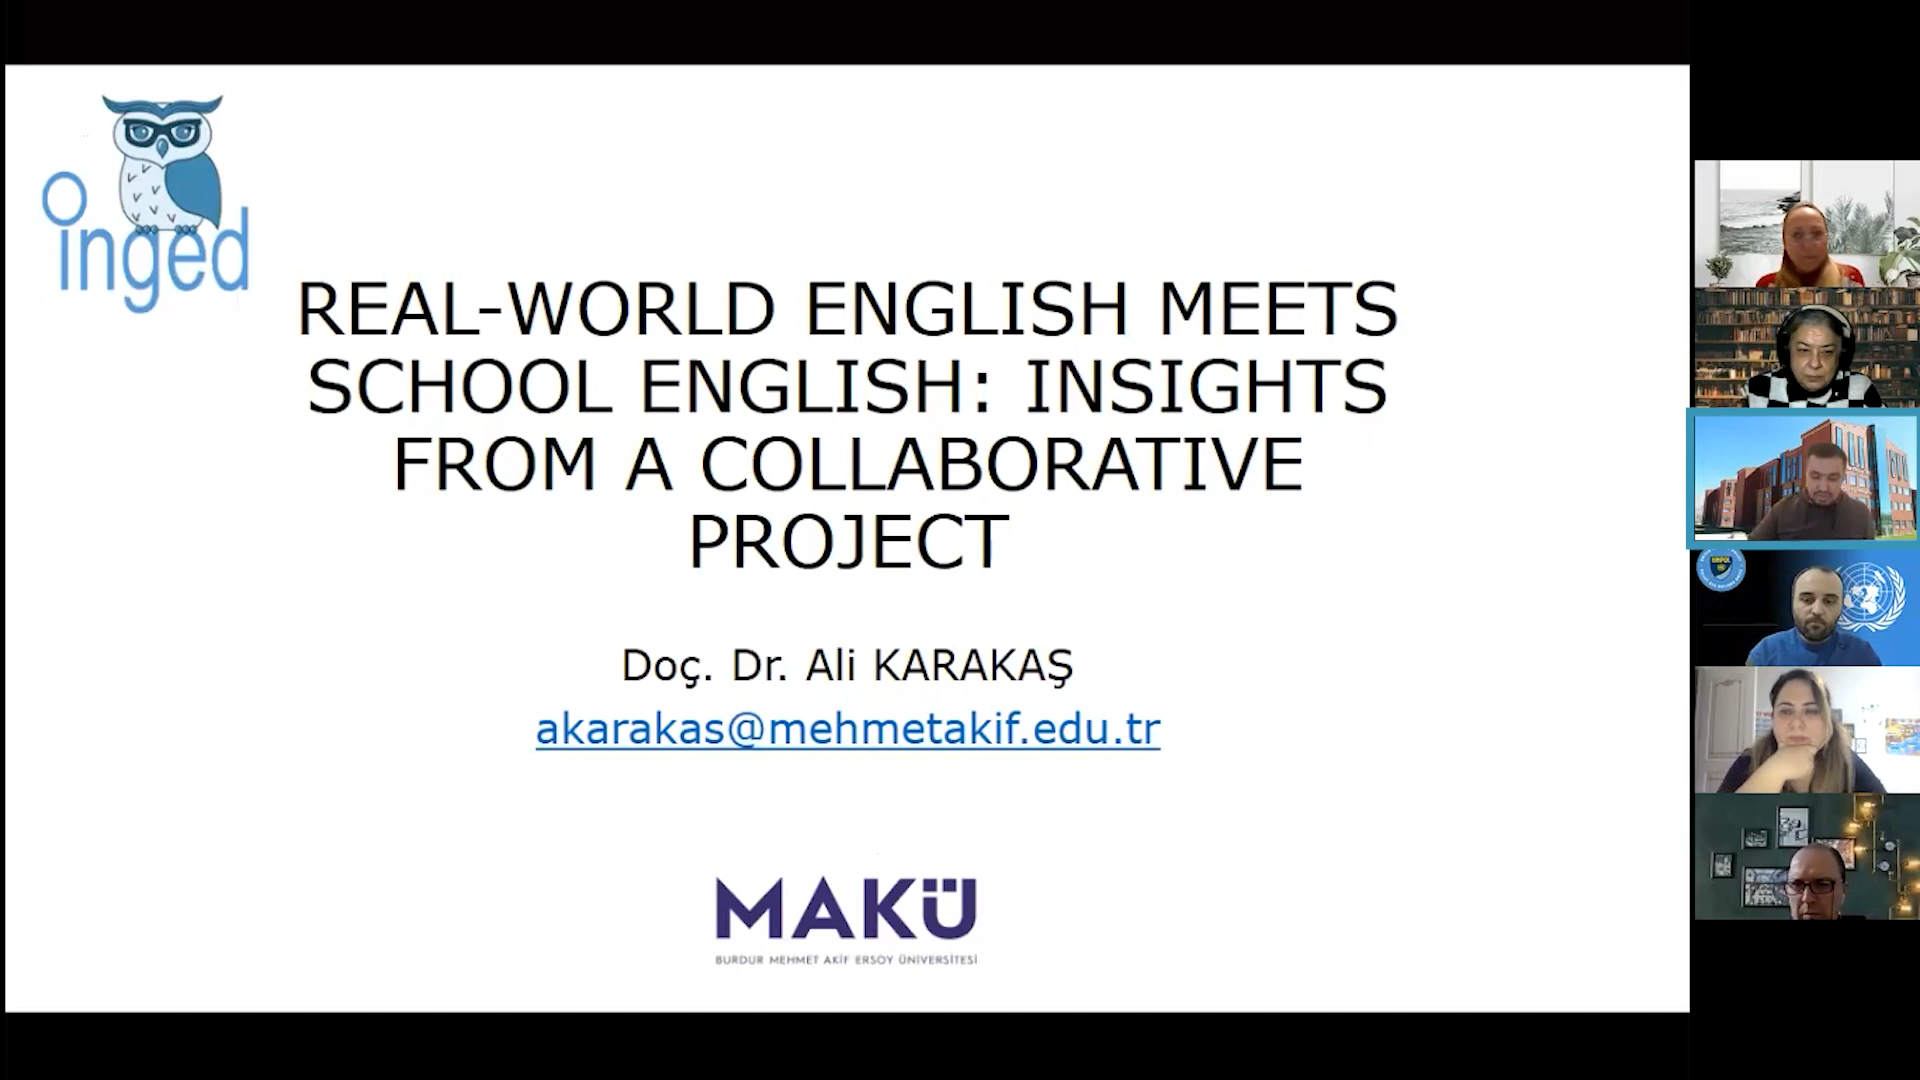 inged
REAL-WORLD ENGLISH MEETS
SCHOOL ENGLISH: INSIGHTS
FROM A COLLABORATIVE
PROJECT
Doç. Dr. Ali KARAKAŞ
akarakas@mehmetakif.edu.tr
MAKÜ
BURDUR MEHMET AKİF ERSOY ÜNİVERSİTESİ